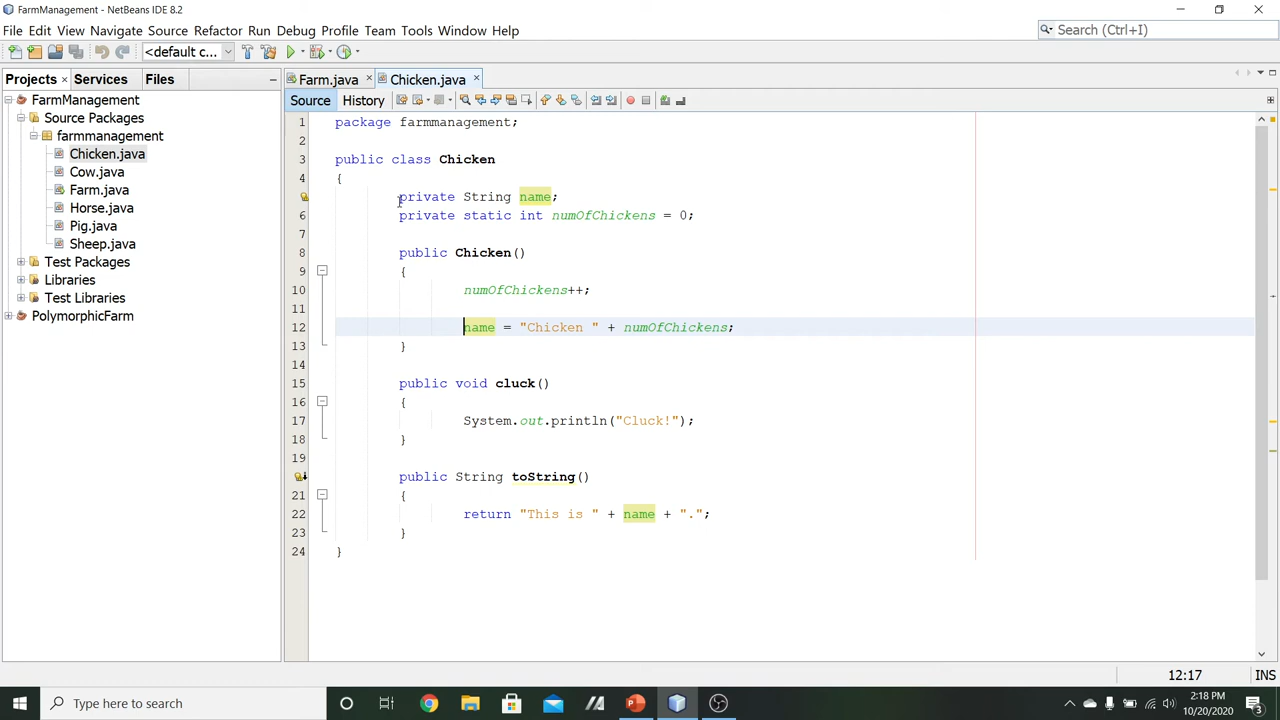 FarmManagement - NetBeans IDE 8.2
File Edit View Navigate Source Refactor Run Debug Profile Team Tools Window Help
Search (Ctrl+I)
<default c...
Projects Services Files
Farm.java Chicken.java
Source History
FarmManagement
Source Packages
farmmanagement
Chicken.java
Cow.java
Farm.java
Horse.java
Pig.java
Sheep.java
Test Packages
Libraries
Test Libraries
PolymorphicFarm
1 package farmmanagement;
2
3 public class Chicken
4 {
private String name;
6 private static int numOfChickens = 0;
7
8 public Chicken()
9 {
10 numOfChickens++;
11
12 name = "Chicken " + numOfChickens;
13 }
14
15 public void cluck()
16 {
17 System.out.println("Cluck!");
18 }
19
public String toString()
21 {
22 return "This is " + name + ".";
23 }
24 }
12:17 INS
Type here to search
2:18 PM
10/20/2020
3